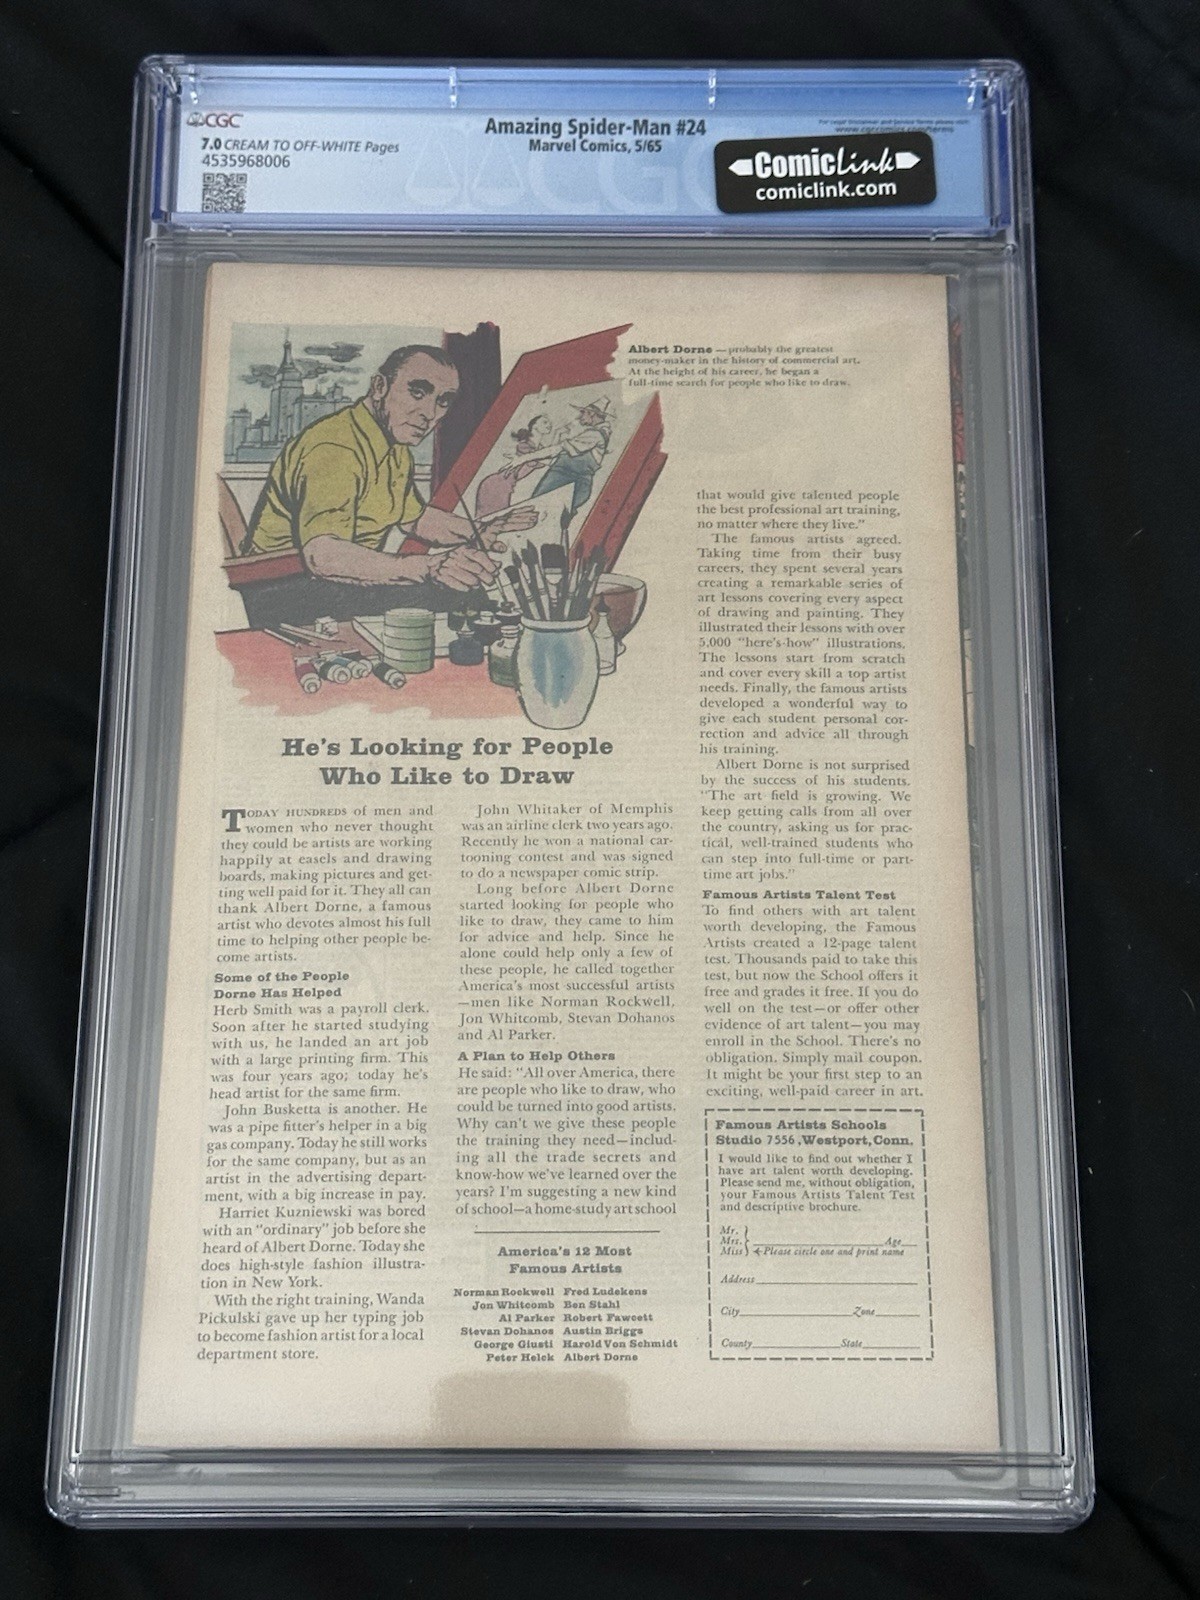 CGC
7.0 CREAM TO OFF-WHITE Pages
4535968006
Amazing Spider-Man #24
Marvel Comics, 5/65
www.cgccomics.com/terms
ComicLink
comiclink.com
Albert Dorne — probably the greatest
money-maker in the history of commercial art.
At the height of his career, he began a
full-time search for people who like to draw.
He's Looking for People
Who Like to Draw
TODAY HUNDREDS of men and
women who never thought
they could be artists are working
happily at easels and drawing
boards, making pictures and get-
ting well paid for it. They all can
thank Albert Dorne, a famous
artist who devotes almost his full
time to helping other people be-
come artists.
Some of the People
Dorne Has Helped
Herb Smith was a payroll clerk.
Soon after he started studying
with us, he landed an art job
with a large printing firm. This
was four years ago; today he's
head artist for the same firm.
John Busketta is another. He
was a pipe fitter's helper in a big
gas company. Today he still works
for the same company, but as an
artist in the advertising depart-
ment, with a big increase in pay.
Harriet Kuzniewski was bored
with an "ordinary" job before she
heard of Albert Dorne. Today she
does high-style fashion illustra-
tion in New York.
With the right training, Wanda
Pickulski gave up her typing job
to become fashion artist for a local
department store.
John Whitaker of Memphis
was an airline clerk two years ago.
Recently he won a national car-
tooning contest and was signed
to do a newspaper comic strip.
Long before Albert Dorne
started looking for people who
like to draw, they came to him
for advice and help. Since he
alone could help only a few of
these people, he called together
America's most successful artists
—men like Norman Rockwell,
Jon Whitcomb, Stevan Dohanos
and Al Parker.
A Plan to Help Others
He said: "All over America, there
are people who like to draw, who
could be turned into good artists.
Why can't we give these people
the training they need—includ-
ing all the trade secrets and
know-how we've learned over the
years? I'm suggesting a new kind
of school—a home-study art school
America's 12 Most
Famous Artists
Norman Rockwell Fred Ludekens
Jon Whitcomb Ben Stahl
Al Parker Robert Fawcett
Stevan Dohanos Austin Briggs
George Giusti Harold Von Schmidt
Peter Helck Albert Dorne
that would give talented people
the best professional art training,
no matter where they live."
The famous artists agreed.
Taking time from their busy
careers, they spent several years
creating a remarkable series of
art lessons covering every aspect
of drawing and painting. They
illustrated their lessons with over
5,000 "here's-how" illustrations.
The lessons start from scratch
and cover every skill a top artist
needs. Finally, the famous artists
developed a wonderful way to
give each student personal cor-
rection and advice all through
his training.
Albert Dorne is not surprised
by the success of his students.
"The art field is growing. We
keep getting calls from all over
the country, asking us for prac-
tical, well-trained students who
can step into full-time or part-
time art jobs."
Famous Artists Talent Test
To find others with art talent
worth developing, the Famous
Artists created a 12-page talent
test. Thousands paid to take this
test, but now the School offers it
free and grades it free. If you do
well on the test—or offer other
evidence of art talent—you may
enroll in the School. There's no
obligation. Simply mail coupon.
It might be your first step to an
exciting, well-paid career in art.
Famous Artists Schools
Studio 7556, Westport, Conn.
I would like to find out whether I
have art talent worth developing.
Please send me, without obligation,
your Famous Artists Talent Test
and descriptive brochure.
Mr.
Mrs. Age
Miss Please circle one and print name
Address
City Zone
County State